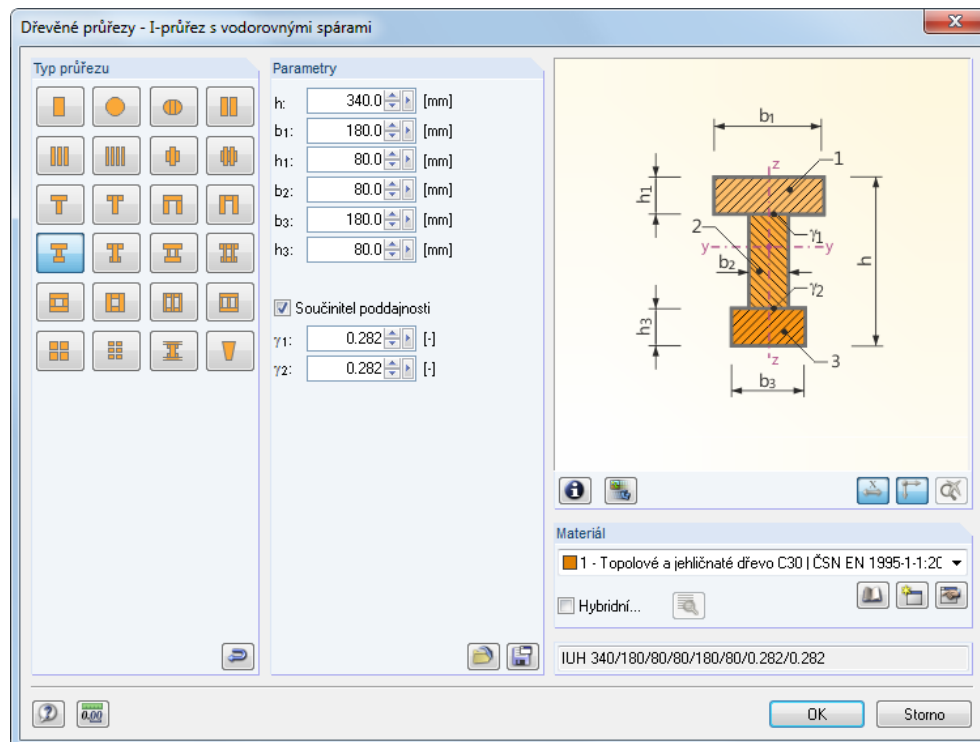 Dřevěné průřezy - I-průřez s vodorovnými spárami
Typ průřezu
Parametry
h: 340.0 [mm]
b1: 180.0 [mm]
h1: 80.0 [mm]
b2: 80.0 [mm]
b3: 180.0 [mm]
h3: 80.0 [mm]
Součinitel poddajnosti
γ1: 0.282 [-]
γ2: 0.282 [-]
b1
z
1
h1
2
γ1
y
y
b2
h
γ2
h3
z
3
b3
X
Materiál
1 - Topolové a jehličnaté dřevo C30 | ČSN EN 1995-1-1:20
Hybridní...
IUH 340/180/80/80/180/80/0.282/0.282
0.00
OK
Storno